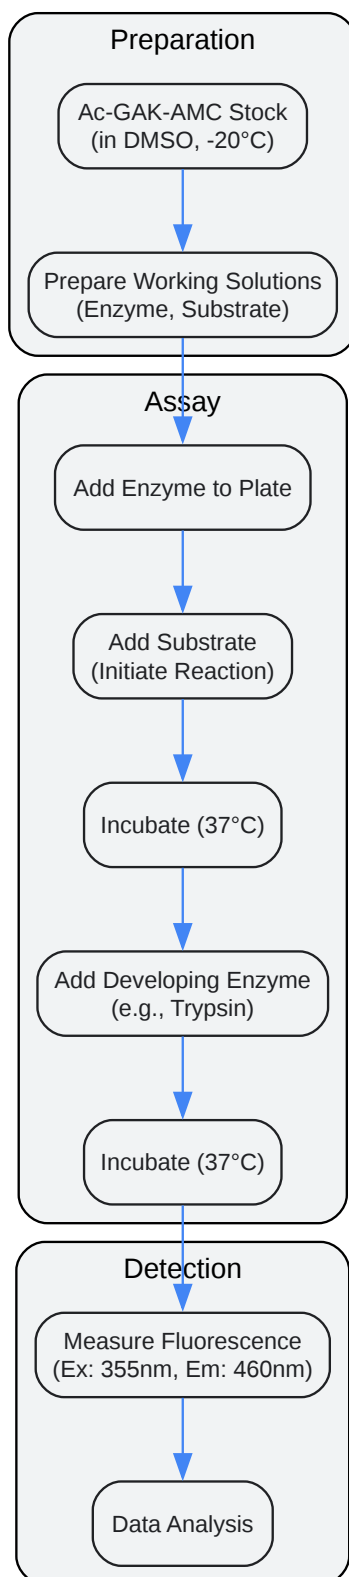 Preparation
Ac-GAK-AMC Stock
(in DMSO, -20°C)
Prepare Working Solutions
(Enzyme, Substrate)
Assay
Add Enzyme to Plate
Add Substrate
(Initiate Reaction)
Incubate (37°C)
Add Developing Enzyme
(e.g., Trypsin)
Incubate (37°C)
Detection
Measure Fluorescence
(Ex: 355nm, Em: 460nm)
Data Analysis